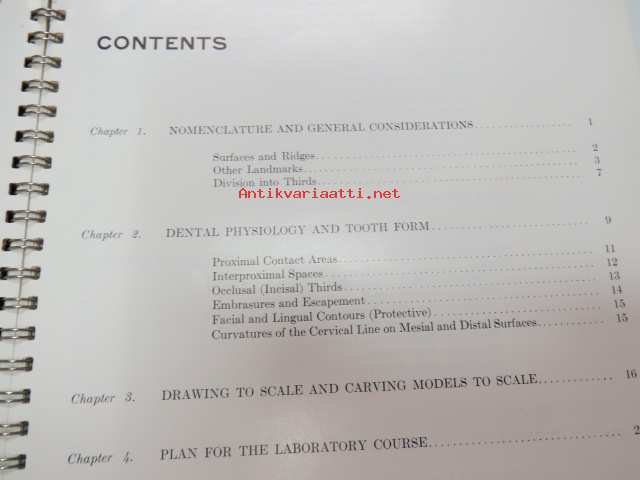 CONTENTS
Chapter 1. NOMENCLATURE AND GENERAL CONSIDERATIONS 1
Surfaces and Ridges 2
Other Landmarks 3
Division into Thirds 7
Antikvariaatti.net
Chapter 2. DENTAL PHYSIOLOGY AND TOOTH FORM 9
Proximal Contact Areas 11
Interproximal Spaces 12
Occlusal (Incisal) Thirds 13
Embrasures and Escapement 14
Facial and Lingual Contours (Protective) 15
Curvatures of the Cervical Line on Mesial and Distal Surfaces 15
Chapter 3. DRAWING TO SCALE AND CARVING MODELS TO SCALE 16
Chapter 4. PLAN FOR THE LABORATORY COURSE